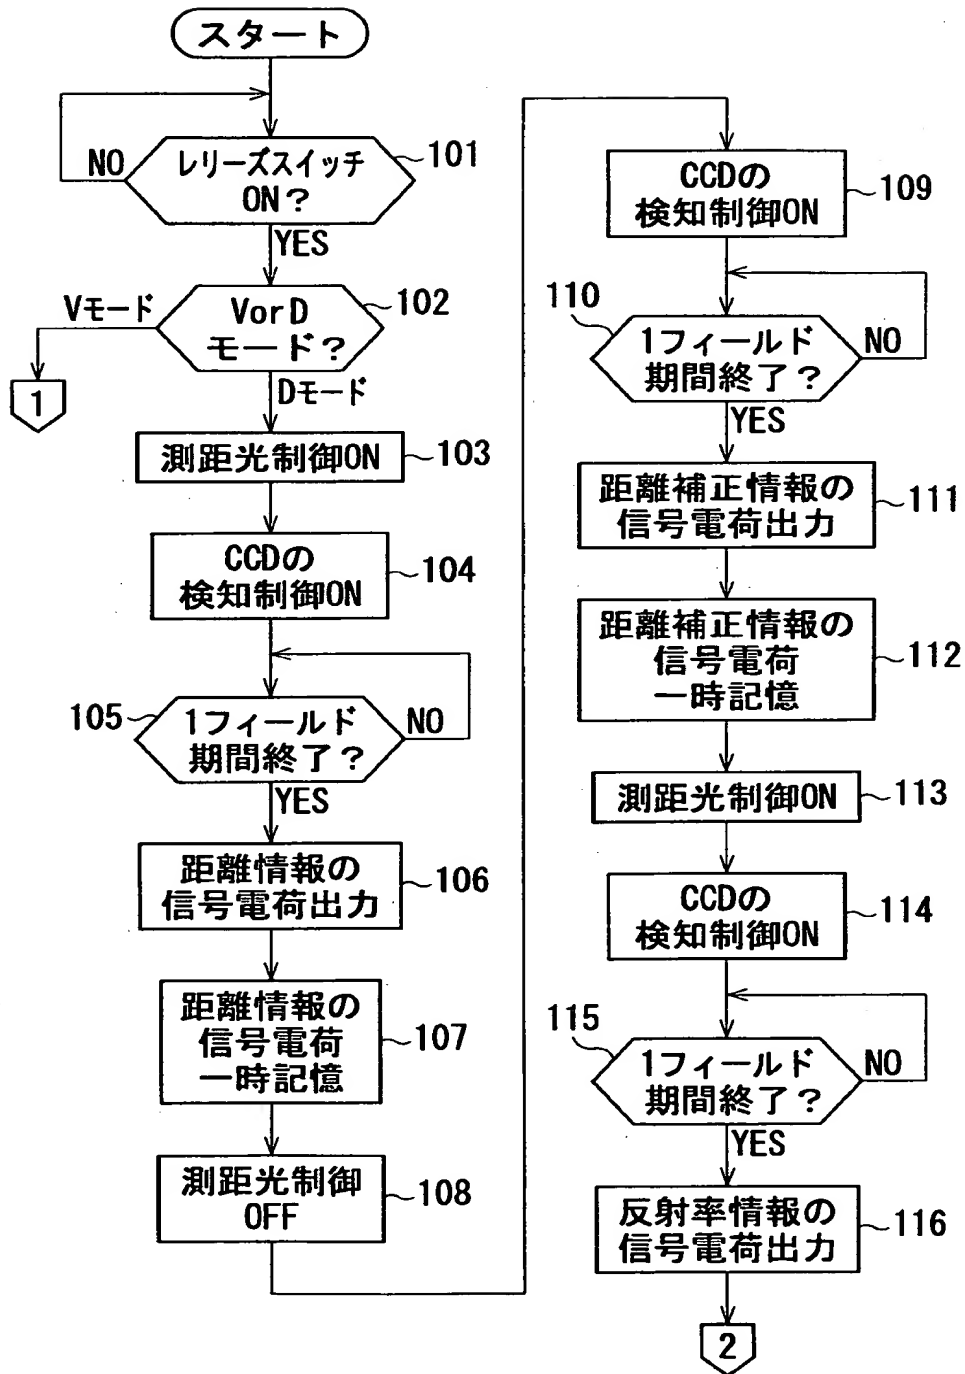 スタート
レリーズスイッチ
ON?
101
NO
YES
VorD
モード?
102
Vモード
1
Dモード
測距光制御ON
103
CCDの
検知制御ON
104
105
1フィールド
期間終了?
NO
YES
距離情報の
信号電荷出力
106
距離情報の
信号電荷
一時記憶
107
測距光制御
OFF
108
CCDの
検知制御ON
109
110
1フィールド
期間終了?
NO
YES
距離補正情報の
信号電荷出力
111
距離補正情報の
信号電荷
一時記憶
112
測距光制御ON
113
CCDの
検知制御ON
114
115
1フィールド
期間終了?
NO
YES
反射率情報の
信号電荷出力
116
2